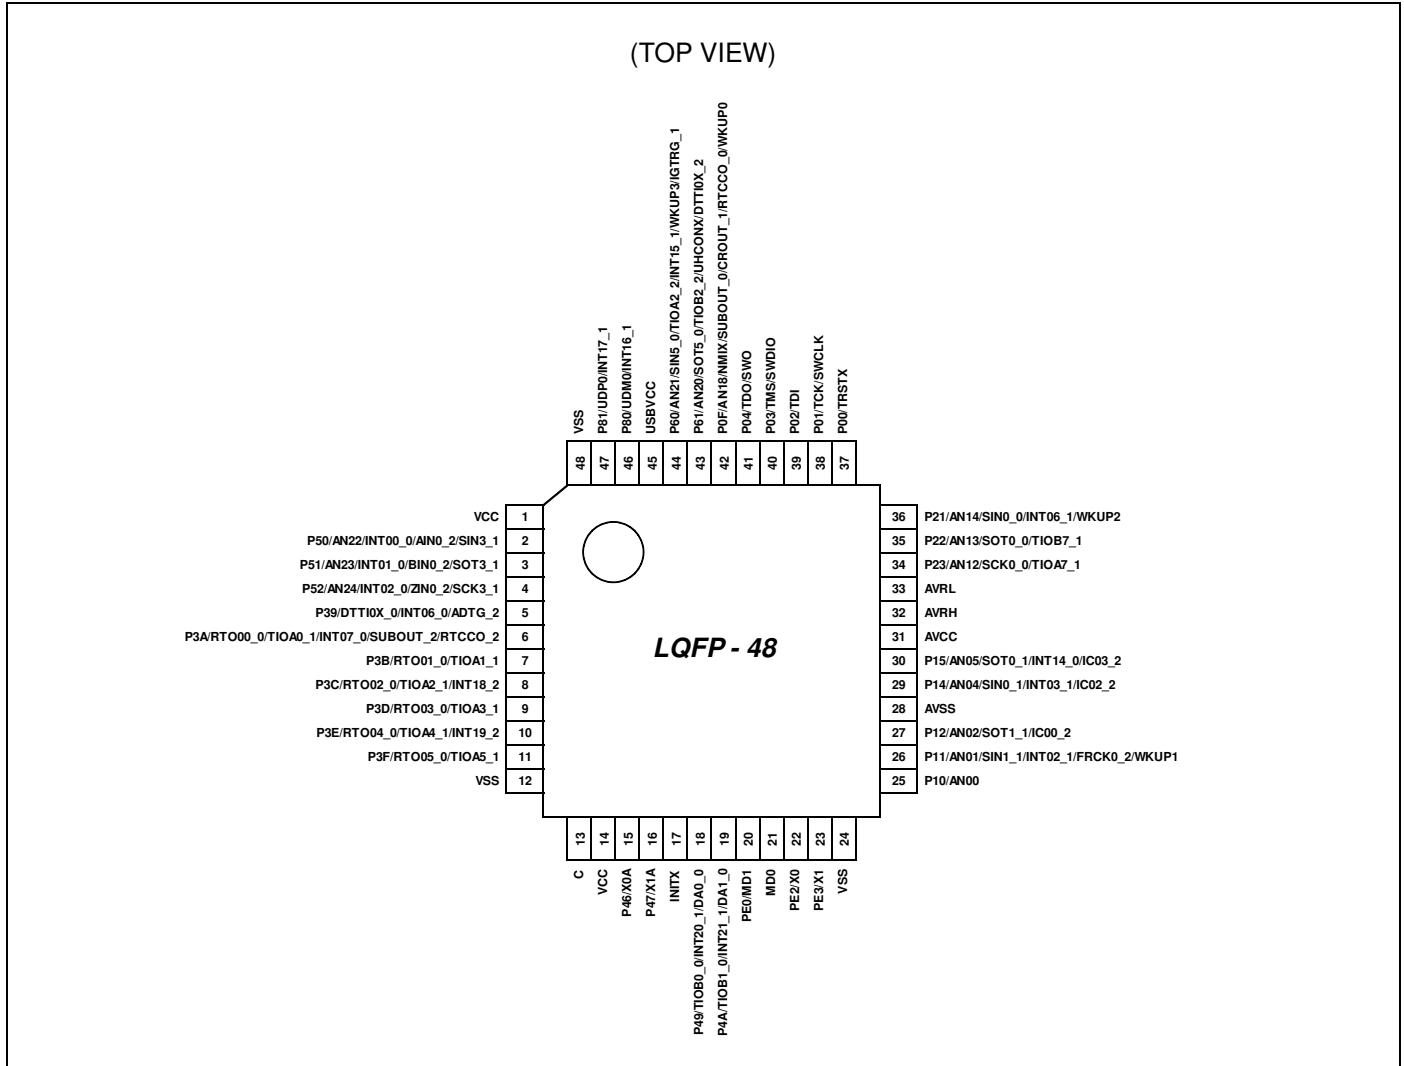 (TOP VIEW)
VSS
P81/UDP0/INT17_1
P80/UDM0/INT16_1
USBVCC
P60/AN21/SIN5_0/TIOA2_2/INT15_1/WKUP3/IGTRG_1
P61/AN20/SOT5_0/TIOB2_2/UHCONX/DTTI0X_2
P0F/AN18/NMIX/SUBOUT_0/CROUT_1/RTCCO_0/WKUP0
P04/TDO/SWO
P03/TMS/SWDIO
P02/TDI
P01/TCK/SWCLK
P00/TRSTX
48
47
46
45
44
43
42
41
40
39
38
37
VCC 1
P50/AN22/INT00_0/AIN0_2/SIN3_1 2
P51/AN23/INT01_0/BIN0_2/SOT3_1 3
P52/AN24/INT02_0/ZIN0_2/SCK3_1 4
P39/DTTI0X_0/INT06_0/ADTG_2 5
P3A/RTO00_0/TIOA0_1/INT07_0/SUBOUT_2/RTCCO_2 6
P3B/RTO01_0/TIOA1_1 7
P3C/RTO02_0/TIOA2_1/INT18_2 8
P3D/RTO03_0/TIOA3_1 9
P3E/RTO04_0/TIOA4_1/INT19_2 10
P3F/RTO05_0/TIOA5_1 11
VSS 12
LQFP - 48
36 P21/AN14/SIN0_0/INT06_1/WKUP2
35 P22/AN13/SOT0_0/TIOB7_1
34 P23/AN12/SCK0_0/TIOA7_1
33 AVRL
32 AVRH
31 AVCC
30 P15/AN05/SOT0_1/INT14_0/IC03_2
29 P14/AN04/SIN0_1/INT03_1/IC02_2
28 AVSS
27 P12/AN02/SOT1_1/IC00_2
26 P11/AN01/SIN1_1/INT02_1/FRCK0_2/WKUP1
25 P10/AN00
13
14
15
16
17
18
19
20
21
22
23
24
C
VCC
P46/X0A
P47/X1A
INITX
P49/TIOB0_0/INT20_1/DA0_0
P4A/TIOB1_0/INT21_1/DA1_0
PE0/MD1
MD0
PE2/X0
PE3/X1
VSS